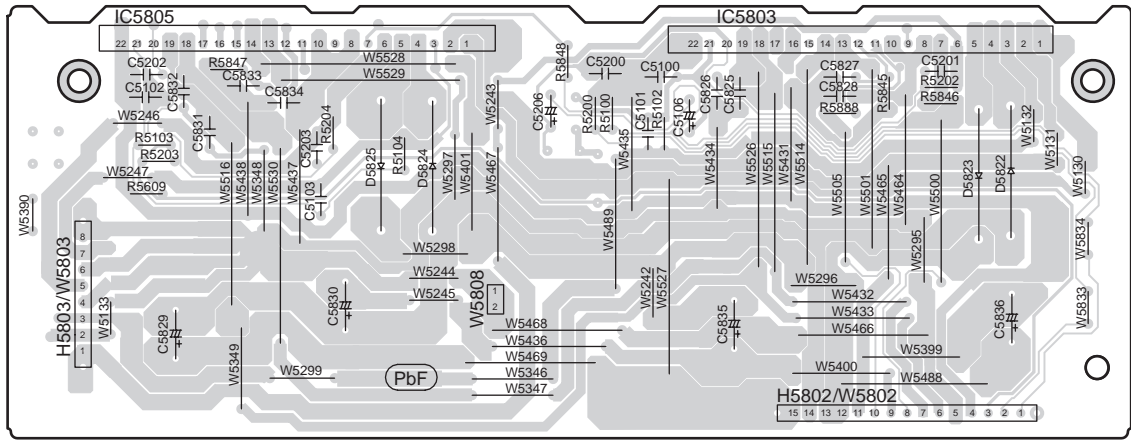 IC5805
IC5803
22 21 20 19 18 17 16 15 14 13 12 11 10 9 8 7 6 5 4 3 2 1
22 21 20 19 18 17 16 15 14 13 12 11 10 9 8 7 6 5 4 3 2 1
C5202
R5847
W5528
C5102
C5832
C5833
W5529
C5834
W5246
C5831
R5103
R5203
W5247
R5609
W5390
W5516
W5438
W5348
W5530
W5437
C5203
R5204
C5103
D5825
R5104
D5824
W5297
W5401
W5243
W5467
R5848
C5200
C5100
C5206
R5200
R5100
W5435
C5101
R5102
C5106
C5826
C5825
C5827
C5828
R5888
R5845
C5201
R5202
R5846
W5434
W5526
W5515
W5431
W5514
W5505
W5501
W5465
W5464
W5500
D5823
D5822
W5132
W5131
W5130
W5834
W5833
W5489
W5242
W5527
W5295
W5298
W5244
W5245
W5808
1
2
H5803/W5803
8
7
6
5
4
3
2
1
W5133
C5829
C5830
W5349
W5299
PbF
W5468
W5436
W5469
W5346
W5347
C5835
W5296
W5432
W5433
W5466
W5399
W5400
W5488
C5836
H5802/W5802
15 14 13 12 11 10 9 8 7 6 5 4 3 2 1